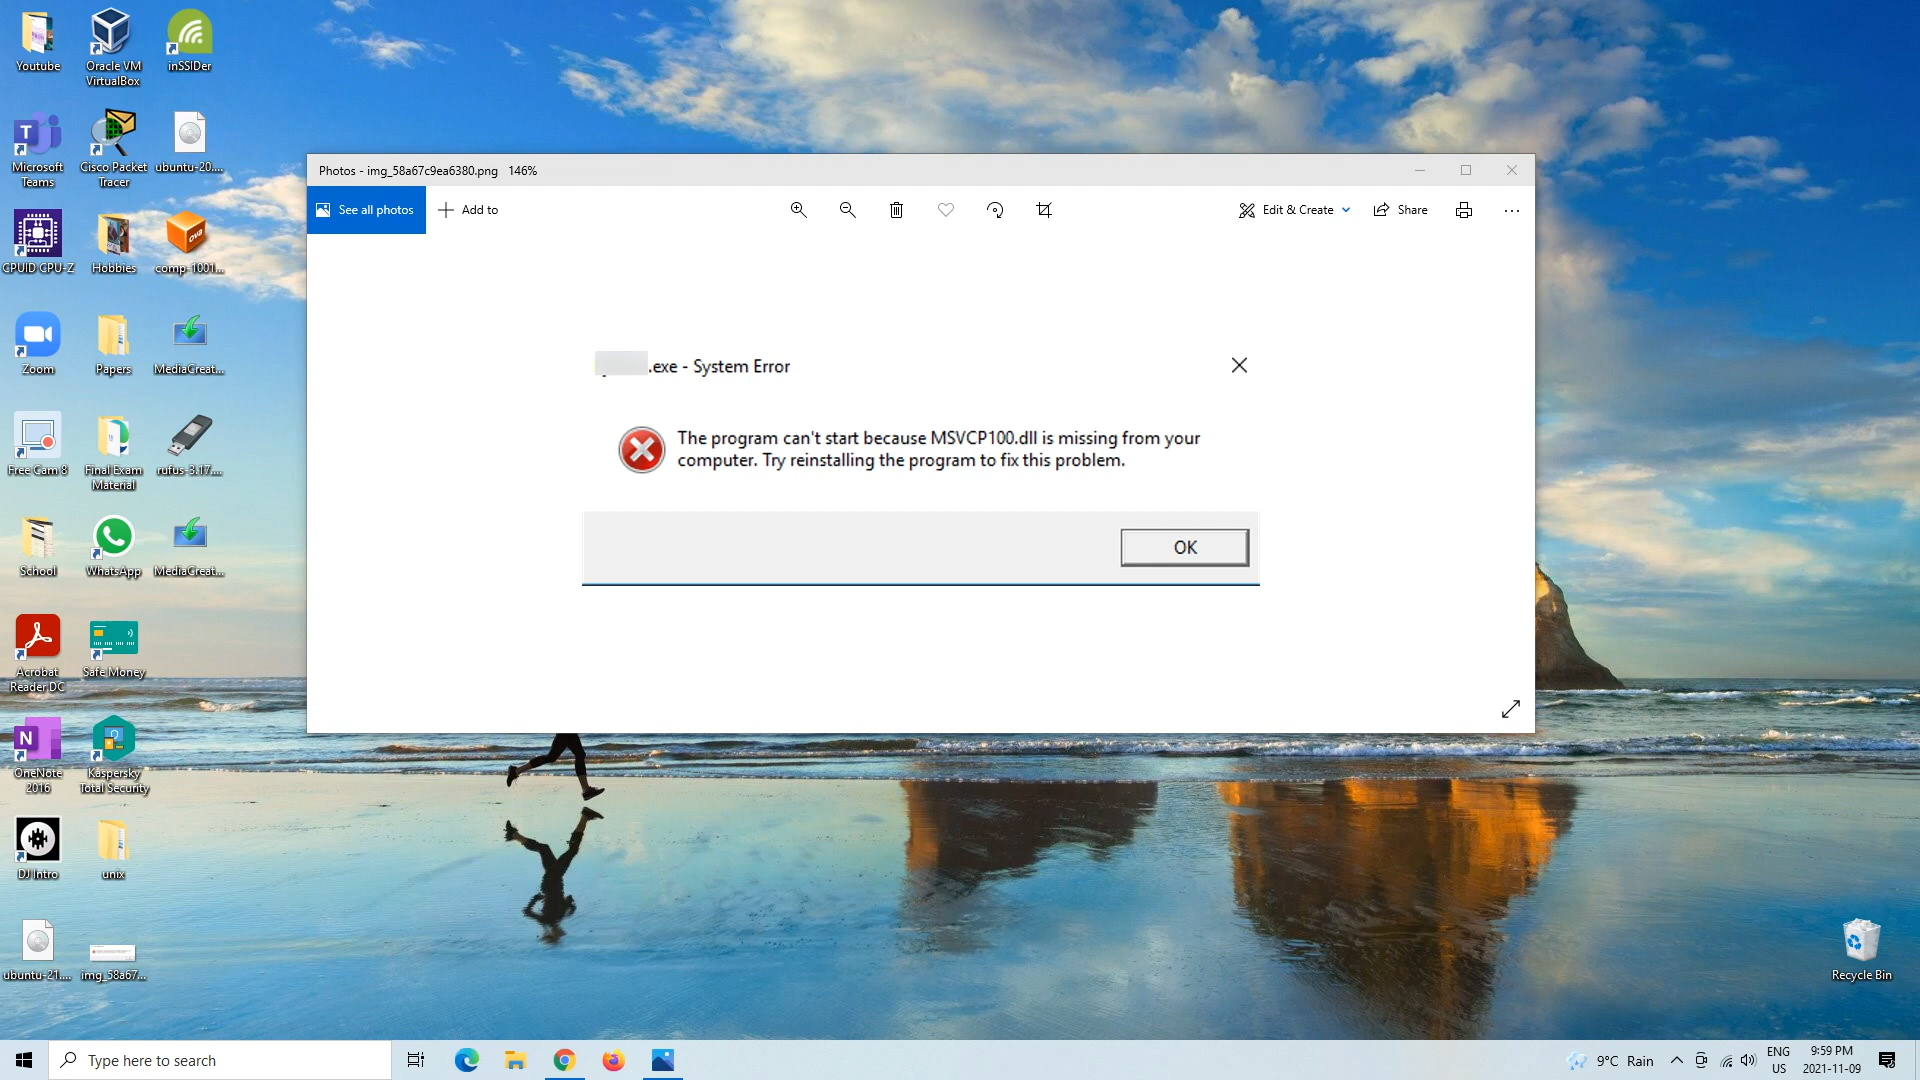 Youtube
Oracle VM
VirtualBox
inSSIDer
Microsoft
Teams
Cisco Packet
Tracer
ubuntu-20....
CPUID CPU-Z
Hobbies
ova
comp-1001...
Zoom
Papers
MediaCreat...
Free Cam 8
Final Exam
Material
rufus-3.17....
School
WhatsApp
MediaCreat...
Acrobat
Reader DC
Safe Money
OneNote
2016
Kaspersky
Total Security
DJ Intro
unix
ubuntu-21....
img_58a67...
Photos - img_58a67c9ea6380.png 146%
See all photos
Add to
Edit & Create
Share
.exe - System Error
The program can't start because MSVCP100.dll is missing from your
computer. Try reinstalling the program to fix this problem.
OK
Recycle Bin
Type here to search
9°C Rain
ENG
US
9:59 PM
2021-11-09